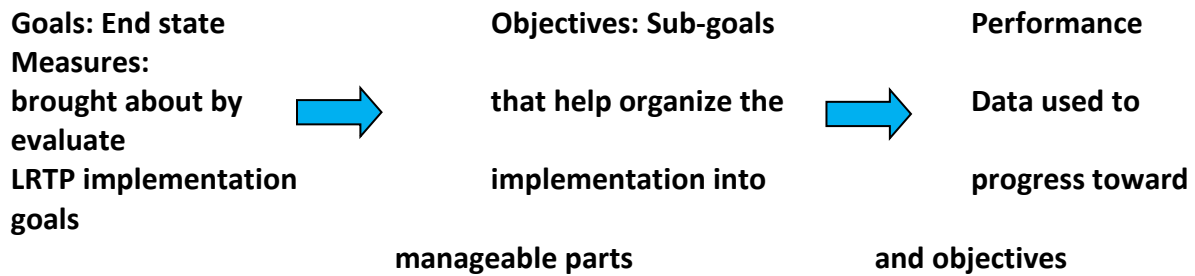 Goals: End state Objectives: Sub-goals Performance
Measures:
brought about by that help organize the Data used to
evaluate
LRTP implementation implementation into progress toward
goals
manageable parts and objectives